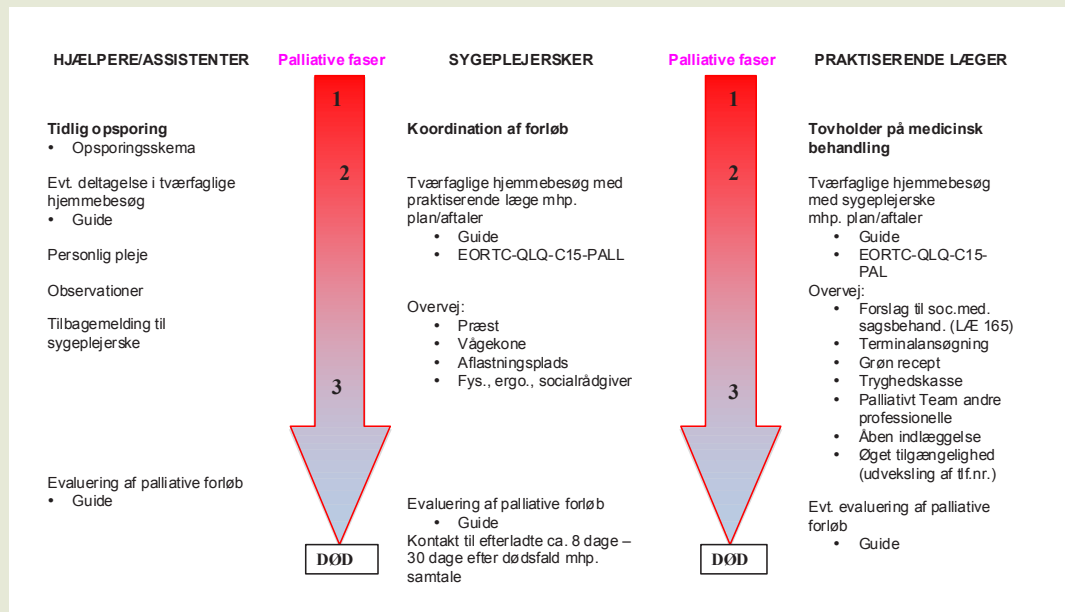 HJÆLPERE/ASSISTENTER
Tidlig opsporing
• Opsporingsskema
Evt. deltagelse i tværfaglige
hjemmebesøg
• Guide
Personlig pleje
Observationer
Tilbagemelding til
sygeplejerske
Evaluering af palliative forløb
• Guide
Palliative faser
1
2
3
DØD
SYGEPLEJERSKER
Koordination af forløb
Tværfaglige hjemmebesøg med
praktiserende læge mhp.
plan/aftaler
• Guide
• EORTC-QLQ-C15-PALL
Overvej:
• Præst
• Vågekone
• Aflastningsplads
• Fys., ergo., socialrådgiver
Evaluering af palliative forløb
• Guide
Kontakt til efterladte ca. 8 dage –
30 dage efter dødsfald mhp.
samtale
Palliative faser
1
2
3
DØD
PRAKTISERENDE LÆGER
Tovholder på medicinsk
behandling
Tværfaglige hjemmebesøg
med sygeplejerske
mhp. plan/aftaler
• Guide
• EORTC-QLQ-C15-
PAL
Overvej:
• Forslag til soc.med.
sagsbehand. (LÆ 165)
• Terminalansøgning
• Grøn recept
• Tryghedskasse
• Palliativt Team andre
professionelle
• Åben indlæggelse
• Øget tilgængelighed
(udveksling af tlf.nr.)
Evt. evaluering af palliative
forløb
• Guide